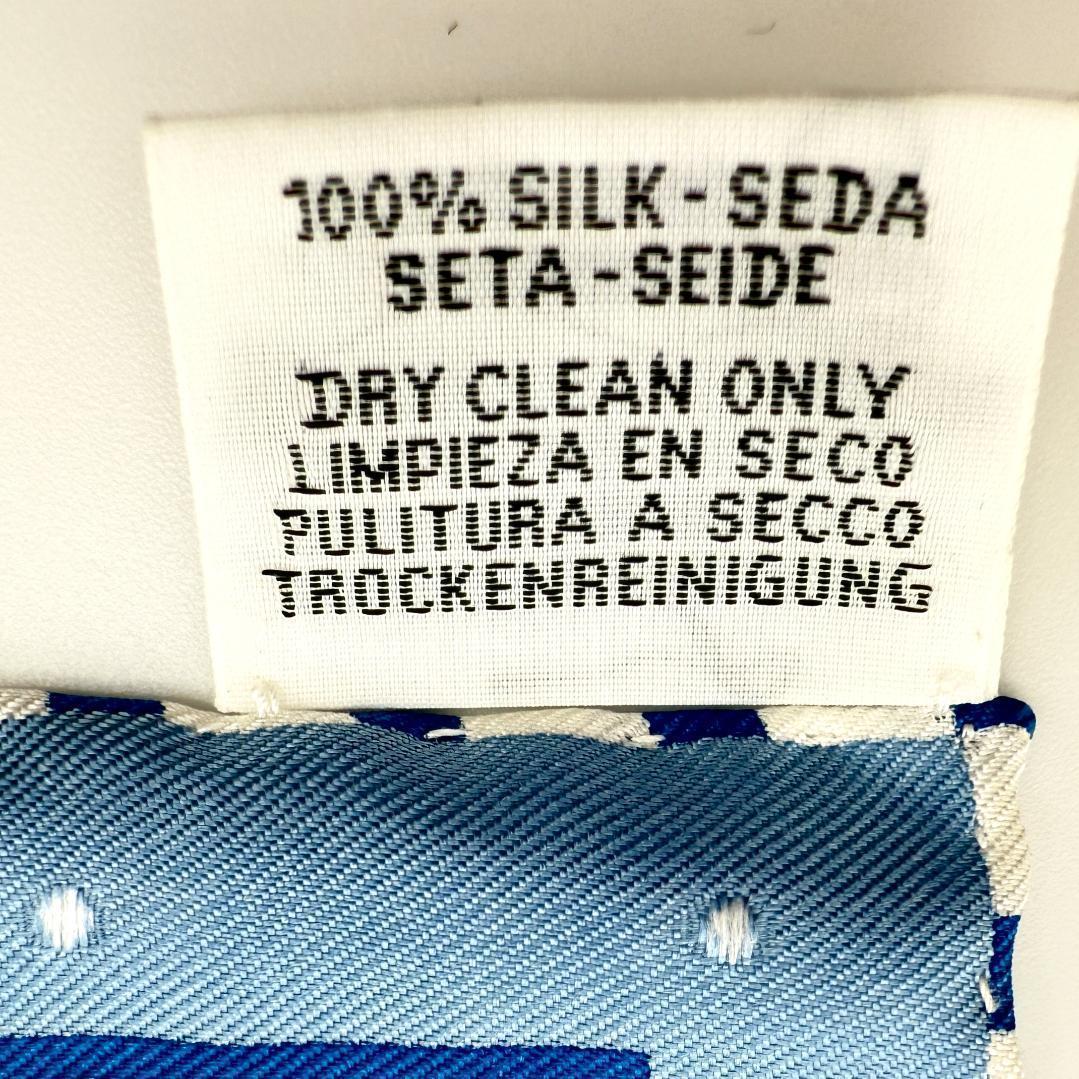 100% SILK - SEDA
SETA - SEIDE
DRY CLEAN ONLY
LIMPIEZA EN SECO
PULITURA A SECCO
TROCKENREINIGUNG